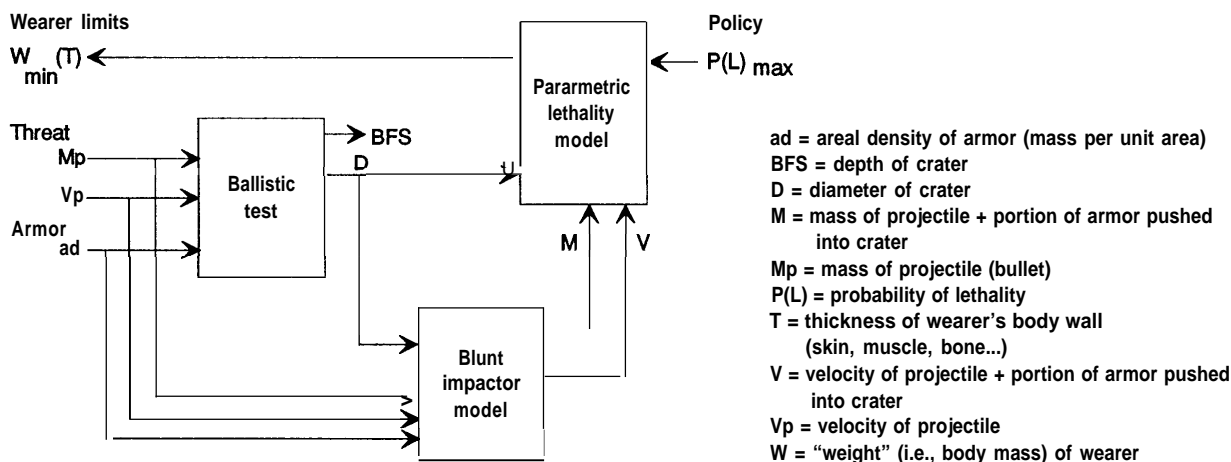 Wearer limits
W min (T)
Policy
P(L) max
Pararmetric
lethality
model
Threat
Mp
Vp
Armor
ad
Ballistic
test
BFS
D
M
V
Blunt
impactor
model
ad = areal density of armor (mass per unit area)
BFS = depth of crater
D = diameter of crater
M = mass of projectile + portion of armor pushed
into crater
Mp = mass of projectile (bullet)
P(L) = probability of lethality
T = thickness of wearer's body wall
(skin, muscle, bone...)
V = velocity of projectile + portion of armor pushed
into crater
Vp = velocity of projectile
W = “weight” (i.e., body mass) of wearer